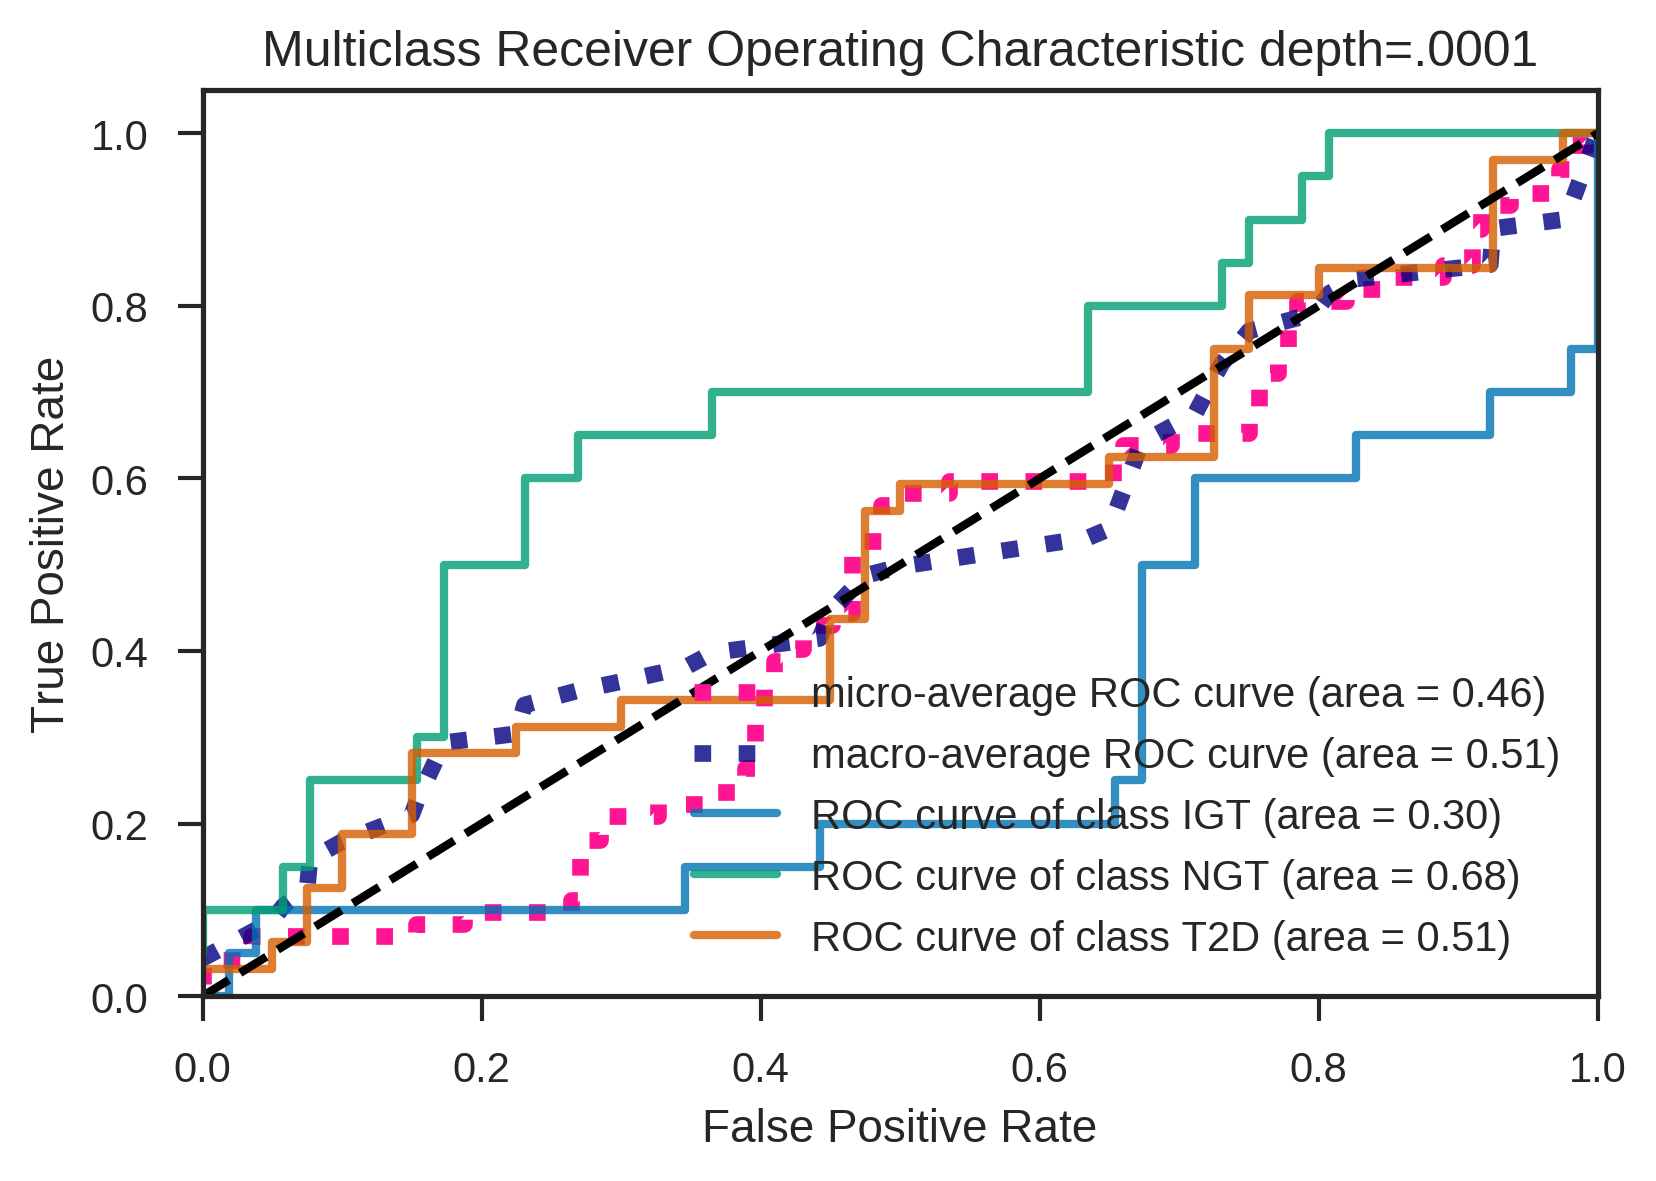 Multiclass Receiver Operating Characteristic depth=.0001
True Positive Rate
1.0
0.8
0.6
0.4
0.2
0.0
micro-average ROC curve (area = 0.46)
macro-average ROC curve (area = 0.51)
ROC curve of class IGT (area = 0.30)
ROC curve of class NGT (area = 0.68)
ROC curve of class T2D (area = 0.51)
0.0 0.2 0.4 0.6 0.8 1.0
False Positive Rate